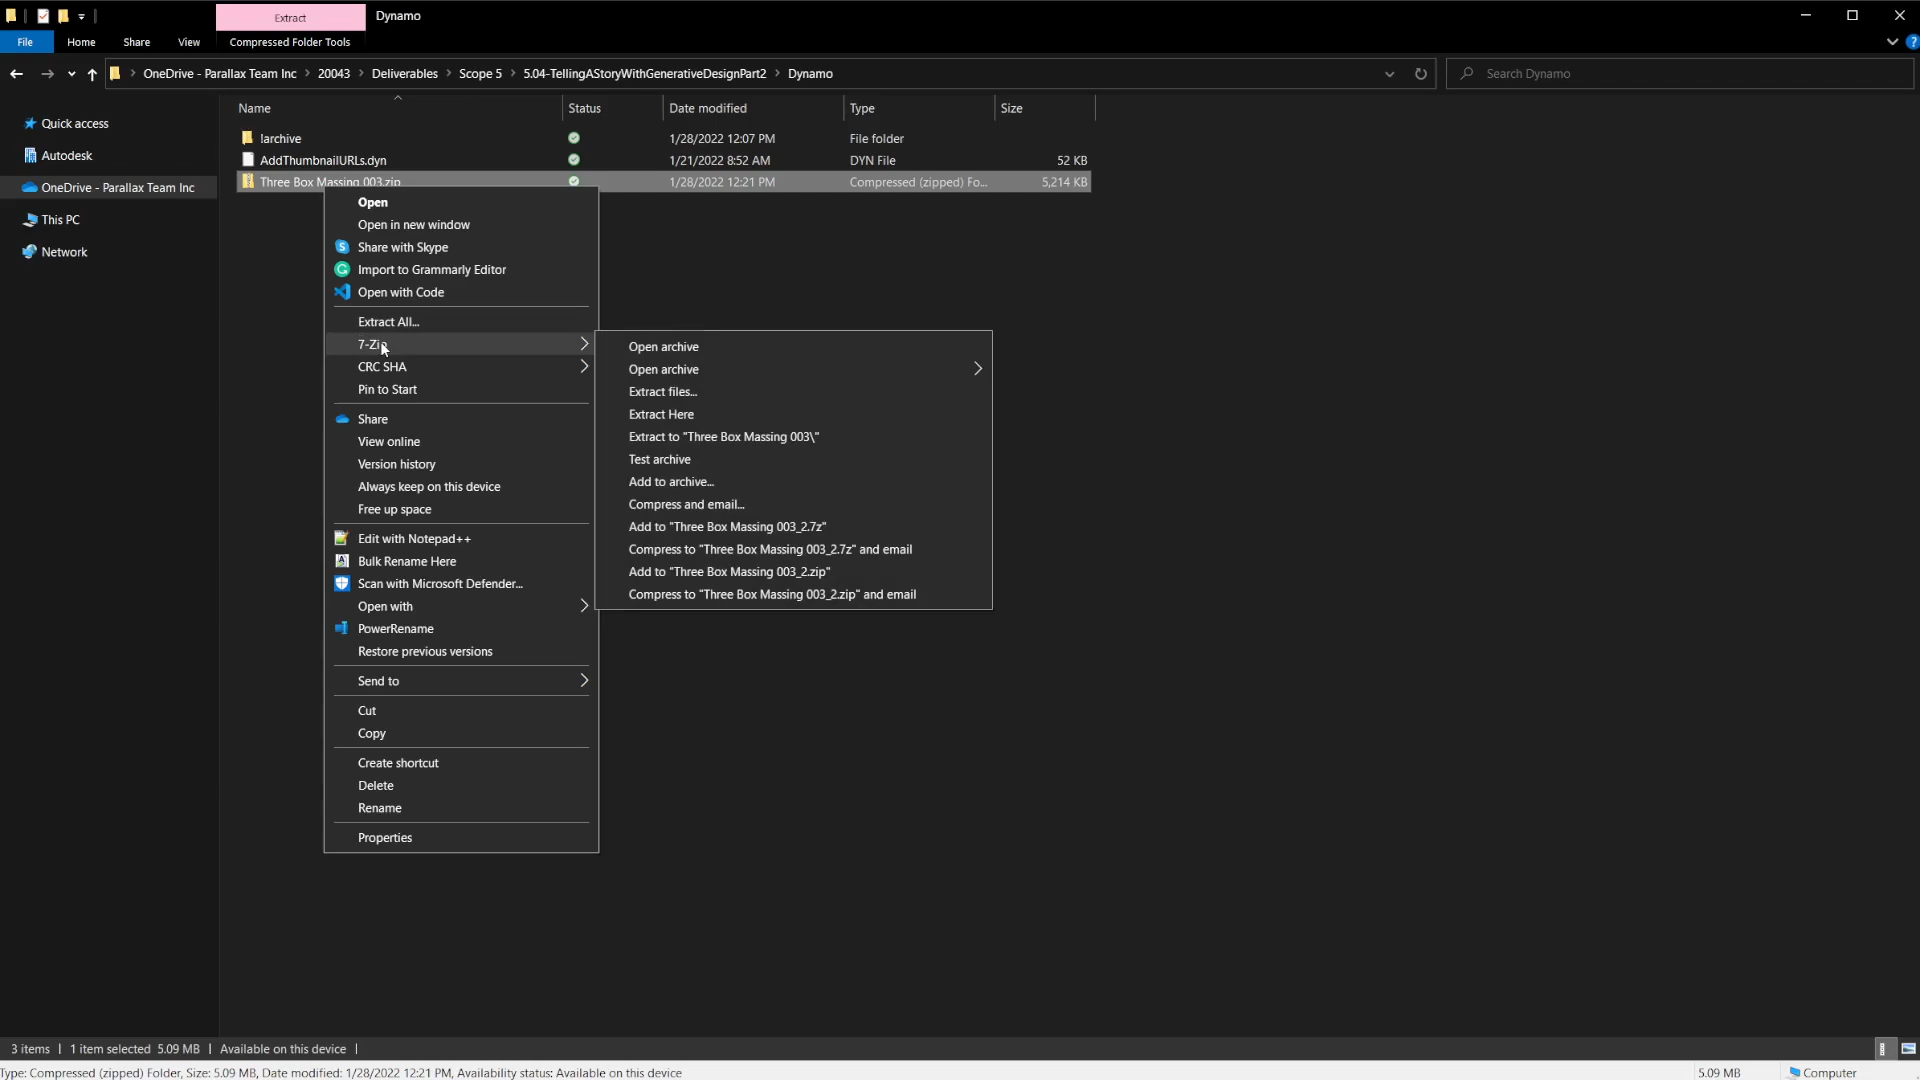 Extract
Dynamo
File
Home
Share
View
Compressed Folder Tools
?
OneDrive - Parallax Team Inc
20043
Deliverables
Scope 5
5.04-TellingAStoryWithGenerativeDesignPart2
Dynamo
Search Dynamo
Name
Status
Date modified
Type
Size
Quick access
Autodesk
OneDrive - Parallax Team Inc
This PC
Network
!archive
1/28/2022 12:07 PM
File folder
AddThumbnailURLs.dyn
1/21/2022 8:52 AM
DYN File
52 KB
Three Box Massing 003.zip
1/28/2022 12:21 PM
Compressed (zipped) Fo...
5,214 KB
Open
Open in new window
Share with Skype
Import to Grammarly Editor
Open with Code
Extract All...
7-Zip
CRC SHA
Pin to Start
Share
View online
Version history
Always keep on this device
Free up space
Edit with Notepad++
Bulk Rename Here
Scan with Microsoft Defender...
Open with
PowerRename
Restore previous versions
Send to
Cut
Copy
Create shortcut
Delete
Rename
Properties
Open archive
Open archive
Extract files...
Extract Here
Extract to "Three Box Massing 003\"
Test archive
Add to archive...
Compress and email...
Add to "Three Box Massing 003_2.7z"
Compress to "Three Box Massing 003_2.7z" and email
Add to "Three Box Massing 003_2.zip"
Compress to "Three Box Massing 003_2.zip" and email
3 items
1 item selected 5.09 MB
Available on this device
Type: Compressed (zipped) Folder, Size: 5.09 MB, Date modified: 1/28/2022 12:21 PM, Availability status: Available on this device
5.09 MB
Computer